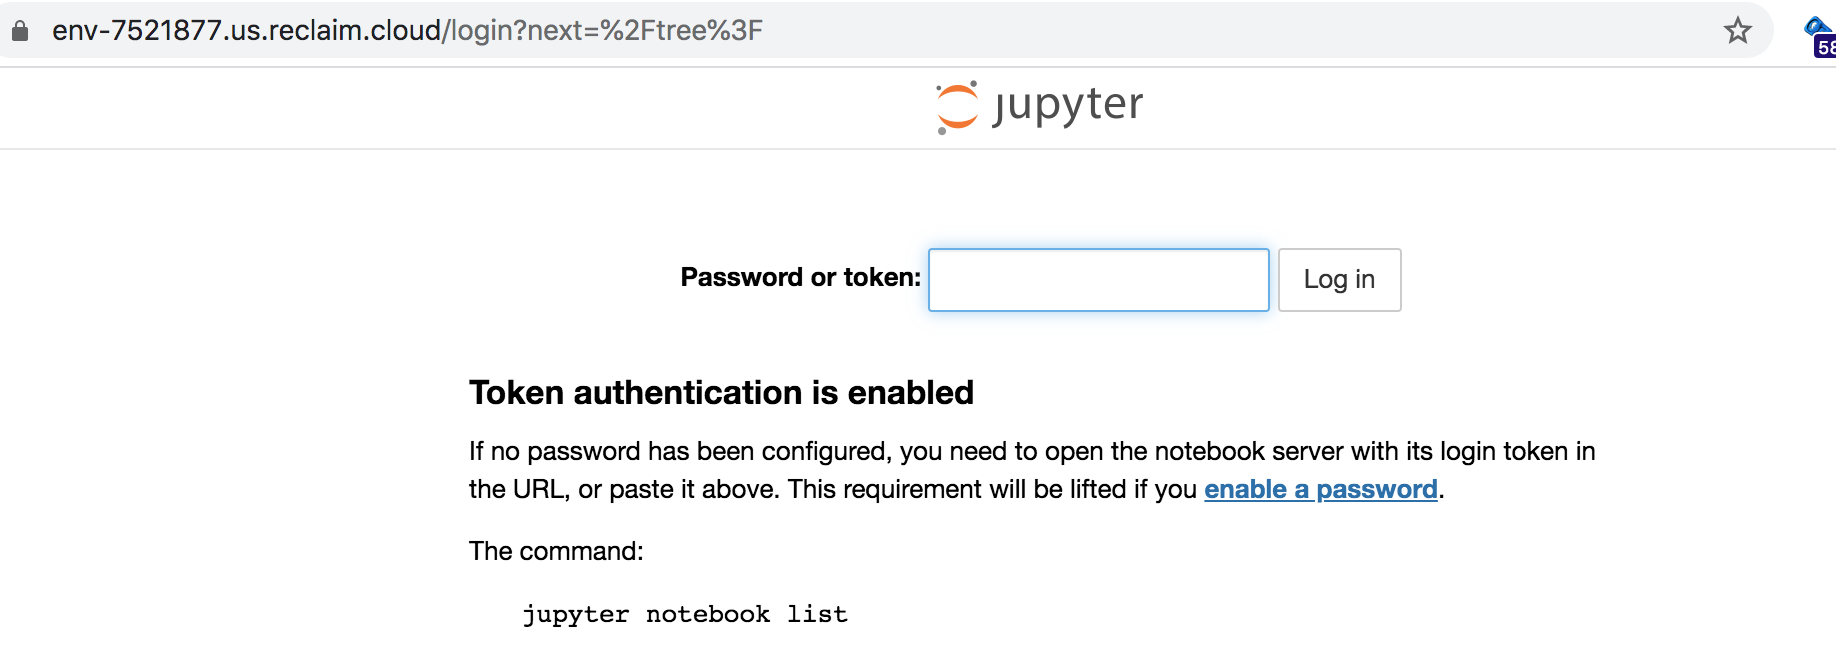 env-7521877.us.reclaim.cloud/login?next=%2Ftree%3F
58
jupyter
Password or token:
Log in
Token authentication is enabled
If no password has been configured, you need to open the notebook server with its login token in
the URL, or paste it above. This requirement will be lifted if you enable a password.
The command:
jupyter notebook list